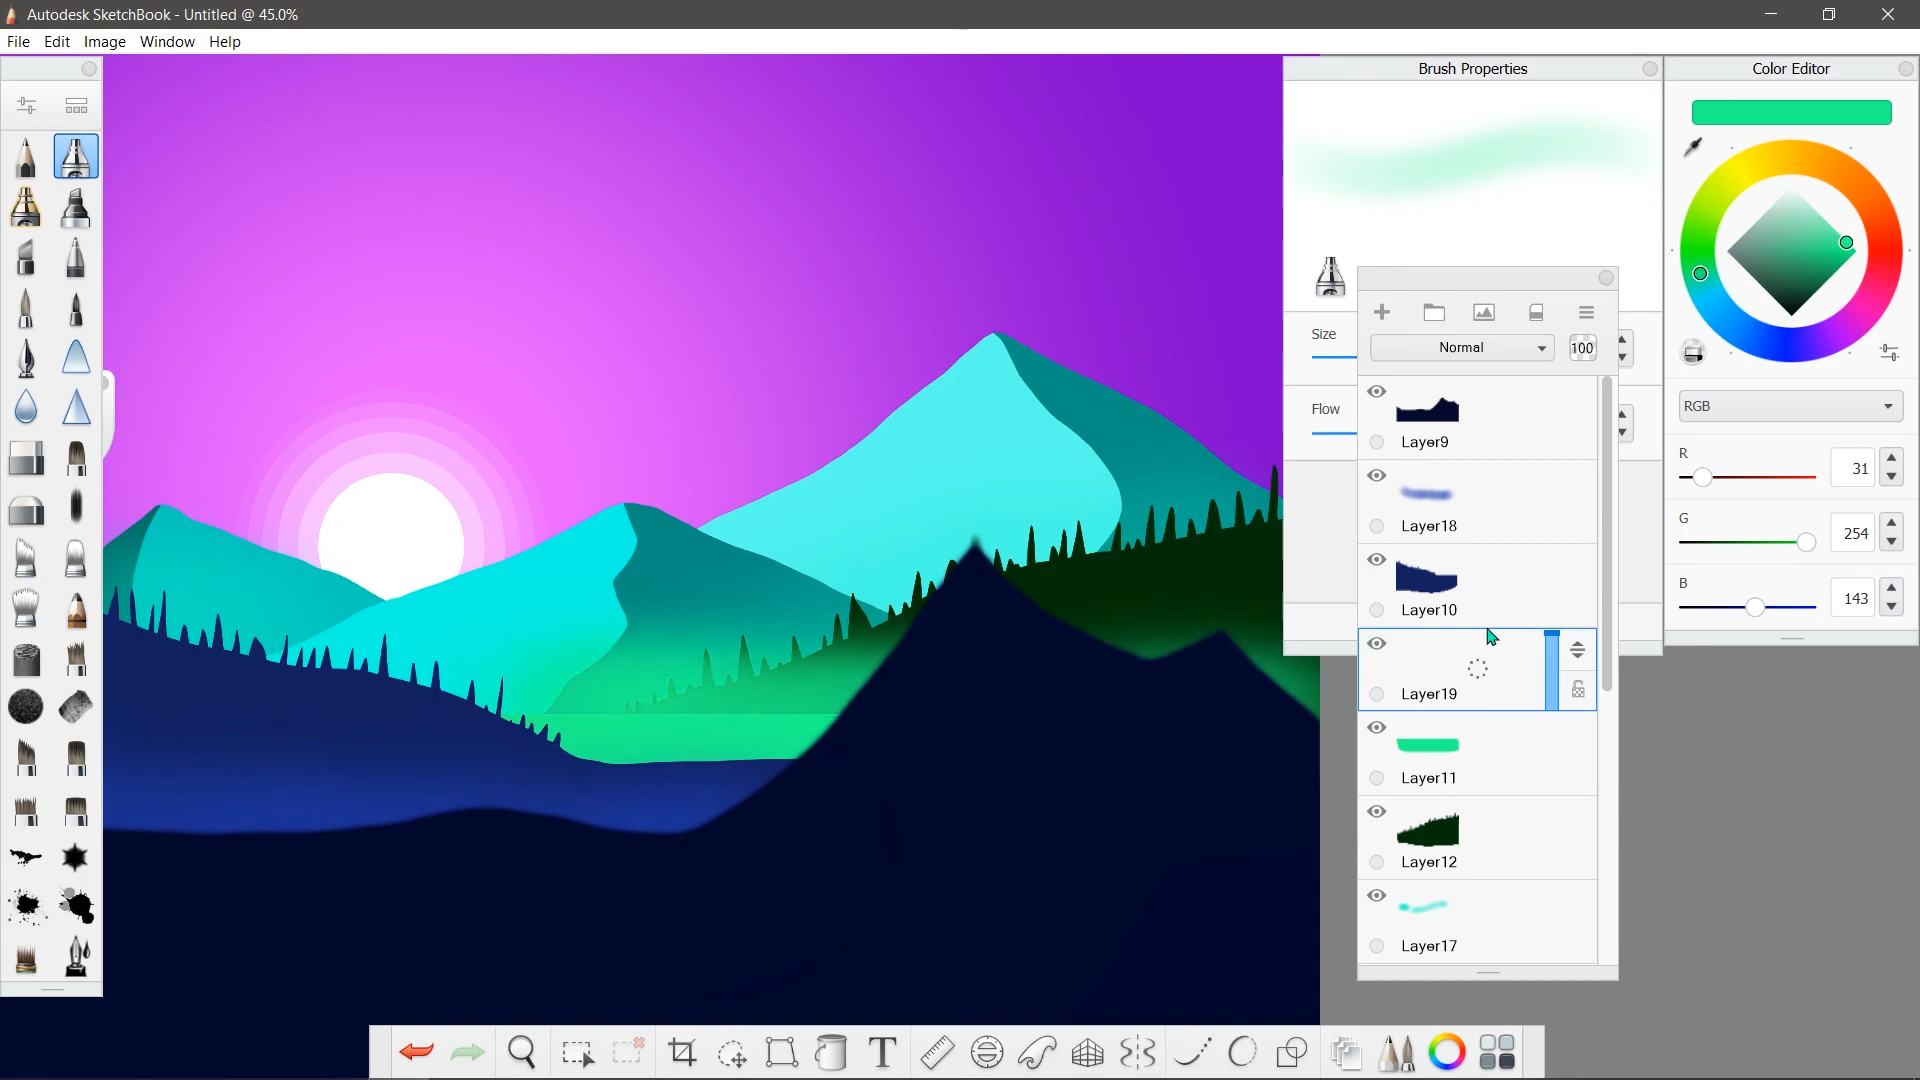 Autodesk SketchBook - Untitled @ 45.0%
File Edit Image Window Help
Brush Properties
Color Editor
Size
Flow
Normal
100
Layer9
Layer18
Layer10
Layer19
Layer11
Layer12
Layer17
RGB
R
31
G
254
B
143
T